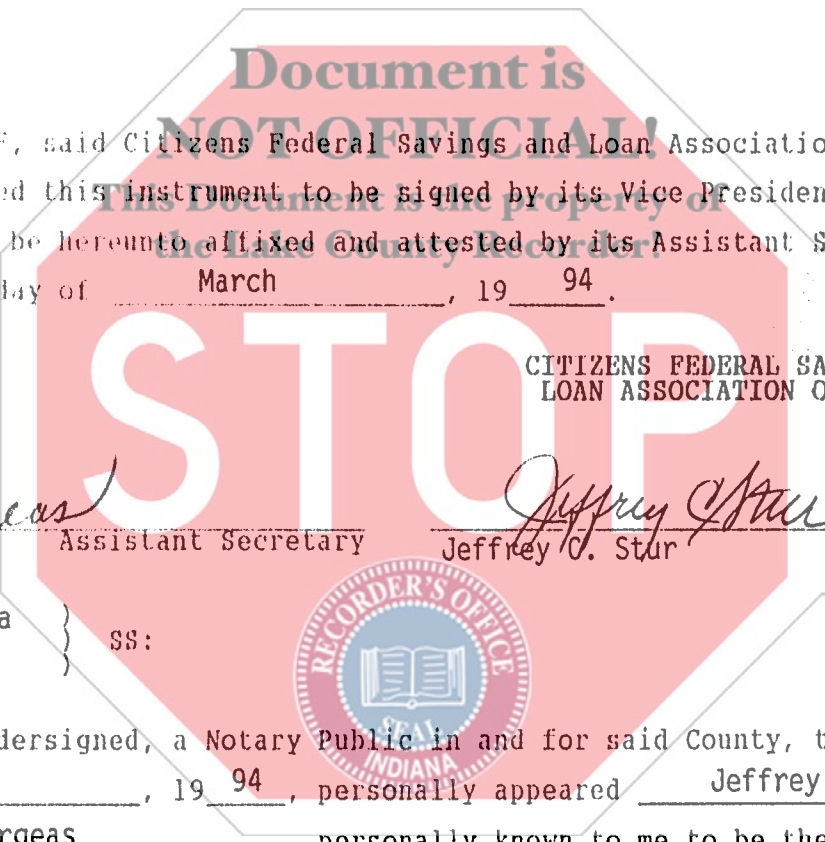 Document is
NOT OFFICIAL!
This Document is the property of
the Lake County Recorder!
F, said Citizens Federal Savings and Loan Associatio
ed this instrument to be signed by its Vice Presiden
be hereunto affixed and attested by its Assistant S
day of March, 19 94.
STOP
CITIZENS FEDERAL SA
LOAN ASSOCIATION O
eas
Jeffrey C Stur
Assistant Secretary
Jeffrey C. Stur
a } SS:
RECORDER'S OFFICE
SEAL
INDIANA
dersigned, a Notary Public in and for said County, t
, 19 94, personally appeared Jeffrey
rgeas personally known to me to be the